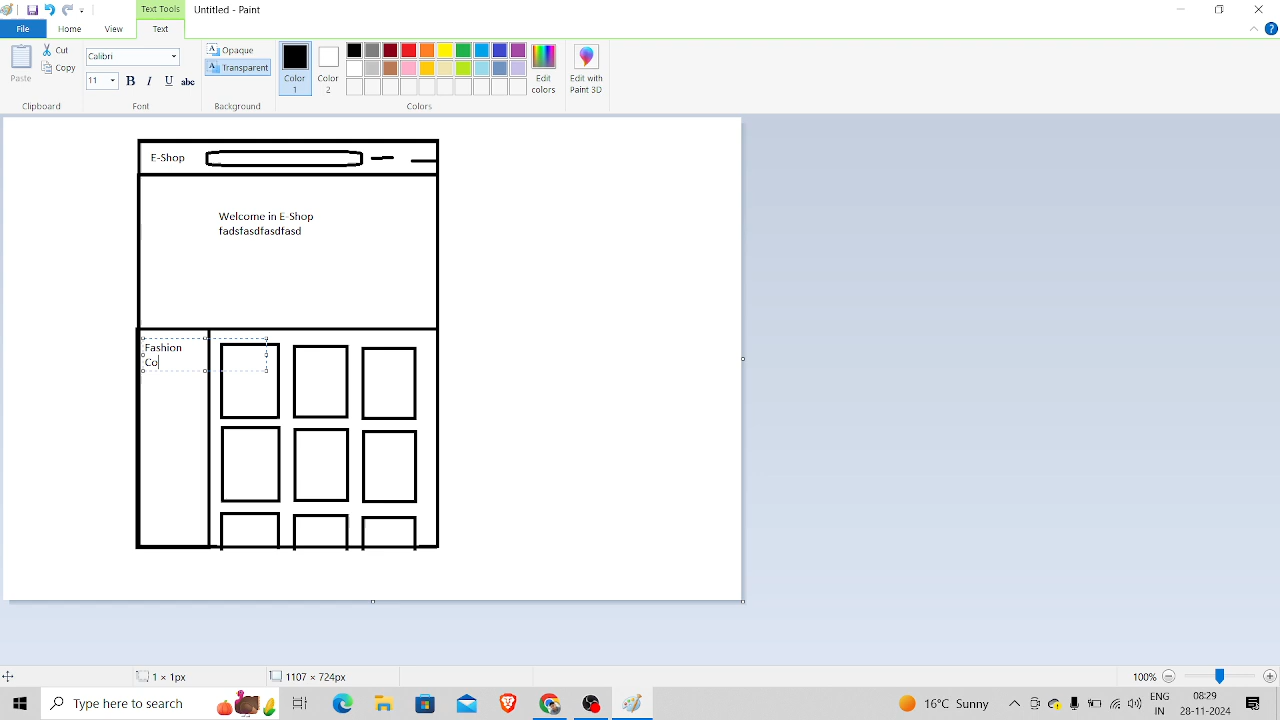 Text Tools
Untitled - Paint
File
Home
View
Text
Paste
Cut
Copy
Clipboard
Calibri
11
B I U abc
Font
Opaque
Transparent
Background
Color
1
Color
2
Edit
colors
Colors
Edit with
Paint 3D
E-Shop
Welcome in E-Shop
fadsfasdfasdfasd
Fashion
Co
1 × 1px
1107 × 724px
100%
Type here to search
16°C Sunny
ENG
IN
08:29
28-11-2024